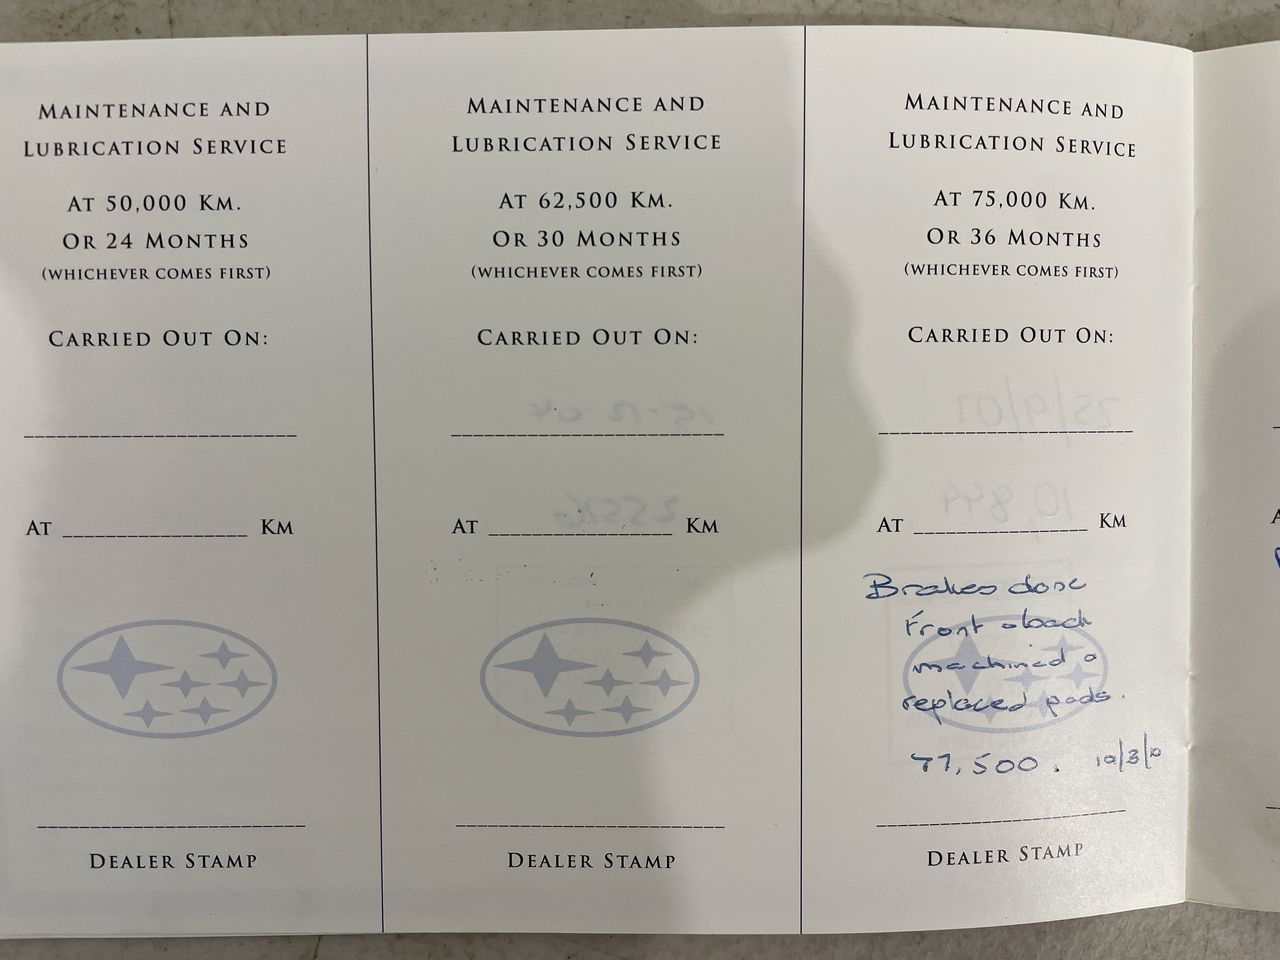 MAINTENANCE AND
LUBRICATION SERVICE
AT 50,000 KM.
OR 24 MONTHS
(WHICHEVER COMES FIRST)
CARRIED OUT ON:
AT KM
DEALER STAMP
MAINTENANCE AND
LUBRICATION SERVICE
AT 62,500 KM.
OR 30 MONTHS
(WHICHEVER COMES FIRST)
CARRIED OUT ON:
AT KM
DEALER STAMP
MAINTENANCE AND
LUBRICATION SERVICE
AT 75,000 KM.
OR 36 MONTHS
(WHICHEVER COMES FIRST)
CARRIED OUT ON:
AT KM
Brakes done
Front & back
machined &
replaced pads.
77,500. 10/3/10
DEALER STAMP